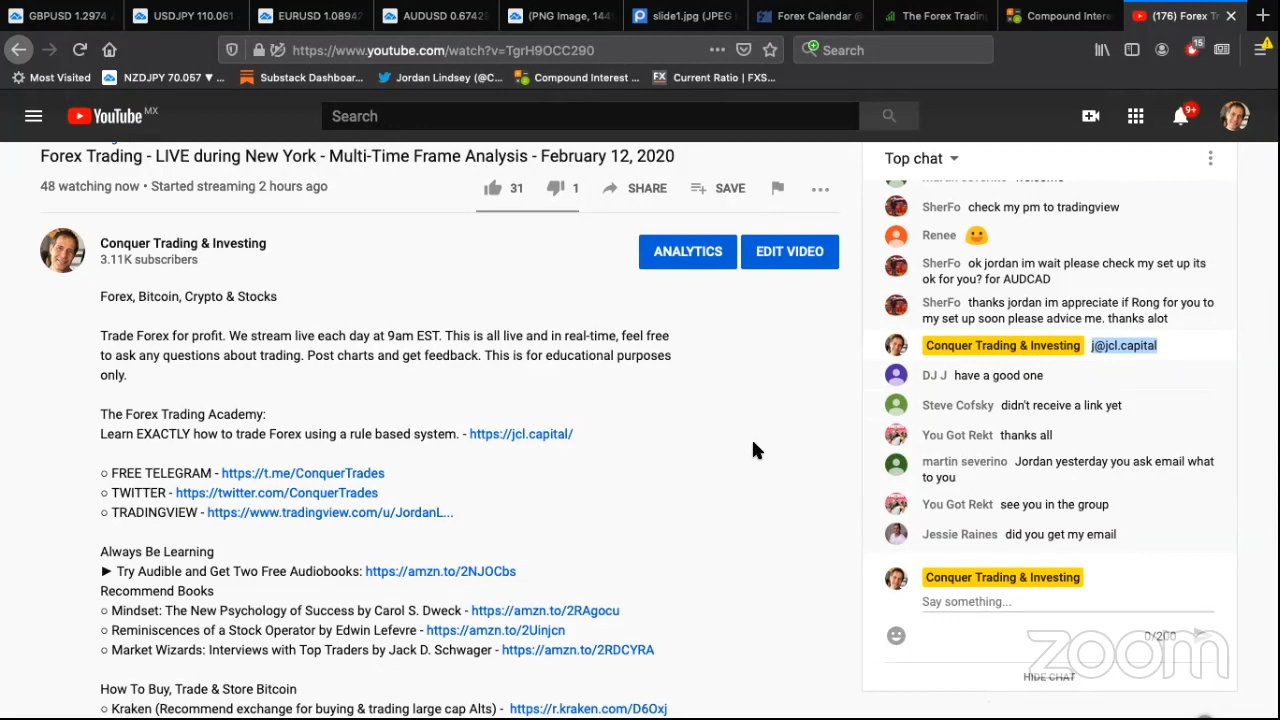 GBPUSD 1.2974
USDJPY 110.061
EURUSD 1.0894
AUDUSD 0.6742
(PNG Image, 144
slide1.jpg (JPEG
Forex Calendar @
The Forex Tradin
Compound Intere
(176) Forex Tr
https://www.youtube.com/watch?v=TgrH9OCC290
Search
15
Most Visited
NZDJPY 70.057 ▼ ...
Substack Dashboar...
Jordan Lindsey (@C...
Compound Interest ...
FX Current Ratio | FXS...
YouTube MX
Search
9+
Forex Trading - LIVE during New York - Multi-Time Frame Analysis - February 12, 2020
48 watching now • Started streaming 2 hours ago
31
1
SHARE
SAVE
Conquer Trading & Investing
3.11K subscribers
ANALYTICS
EDIT VIDEO
Forex, Bitcoin, Crypto & Stocks
Trade Forex for profit. We stream live each day at 9am EST. This is all live and in real-time, feel free
to ask any questions about trading. Post charts and get feedback. This is for educational purposes
only.
The Forex Trading Academy:
Learn EXACTLY how to trade Forex using a rule based system. - https://jcl.capital/
○ FREE TELEGRAM - https://t.me/ConquerTrades
○ TWITTER - https://twitter.com/ConquerTrades
○ TRADINGVIEW - https://www.tradingview.com/u/JordanL...
Always Be Learning
► Try Audible and Get Two Free Audiobooks: https://amzn.to/2NJOCbs
Recommend Books
○ Mindset: The New Psychology of Success by Carol S. Dweck - https://amzn.to/2RAgocu
○ Reminiscences of a Stock Operator by Edwin Lefevre - https://amzn.to/2Uinjcn
○ Market Wizards: Interviews with Top Traders by Jack D. Schwager - https://amzn.to/2RDCYRA
How To Buy, Trade & Store Bitcoin
○ Kraken (Recommend exchange for buying & trading large cap Alts) - https://r.kraken.com/D6Oxj
Top chat
SherFo check my pm to tradingview
Renee
SherFo ok jordan im wait please check my set up its
ok for you? for AUDCAD
SherFo thanks jordan im appreciate if Rong for you to
my set up soon please advice me. thanks alot
Conquer Trading & Investing j@jcl.capital
DJ J have a good one
Steve Cofsky didn't receive a link yet
You Got Rekt thanks all
martin severino Jordan yesterday you ask email what
to you
You Got Rekt see you in the group
Jessie Raines did you get my email
Conquer Trading & Investing
Say something...
0/200
HIDE CHAT
zoom